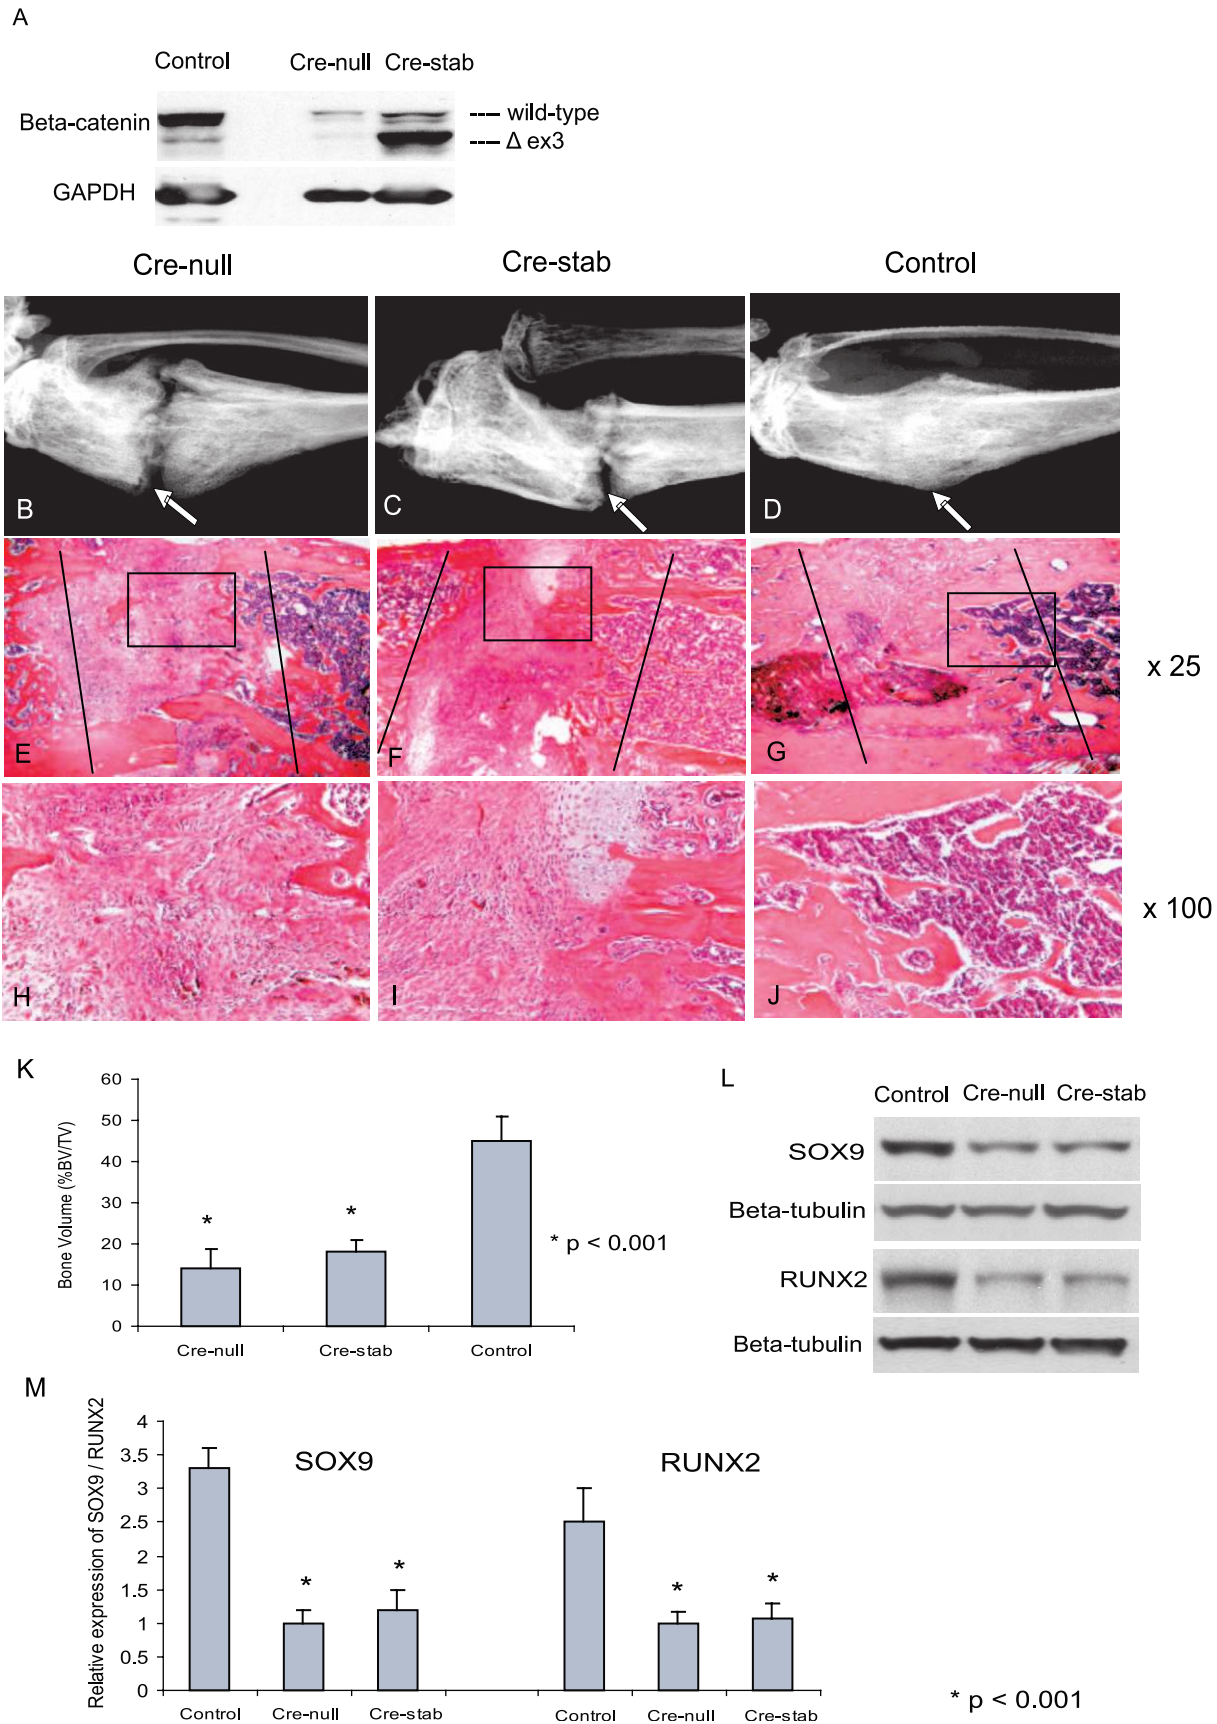 A
Control Cre-null Cre-stab
Beta-catenin
--- wild-type
--- Δ ex3
GAPDH
Cre-null Cre-stab Control
B C D
E F G
x 25
H I J
x 100
K
Bone Volume (%BV/TV)
60
50
40
30
20
10
0
* *
* p < 0.001
Cre-null Cre-stab Control
L
Control Cre-null Cre-stab
SOX9
Beta-tubulin
RUNX2
Beta-tubulin
M
Relative expression of SOX9 / RUNX2
4
3.5
3
2.5
2
1.5
1
0.5
0
SOX9 RUNX2
* * * *
Control Cre-null Cre-stab Control Cre-null Cre-stab
* p < 0.001